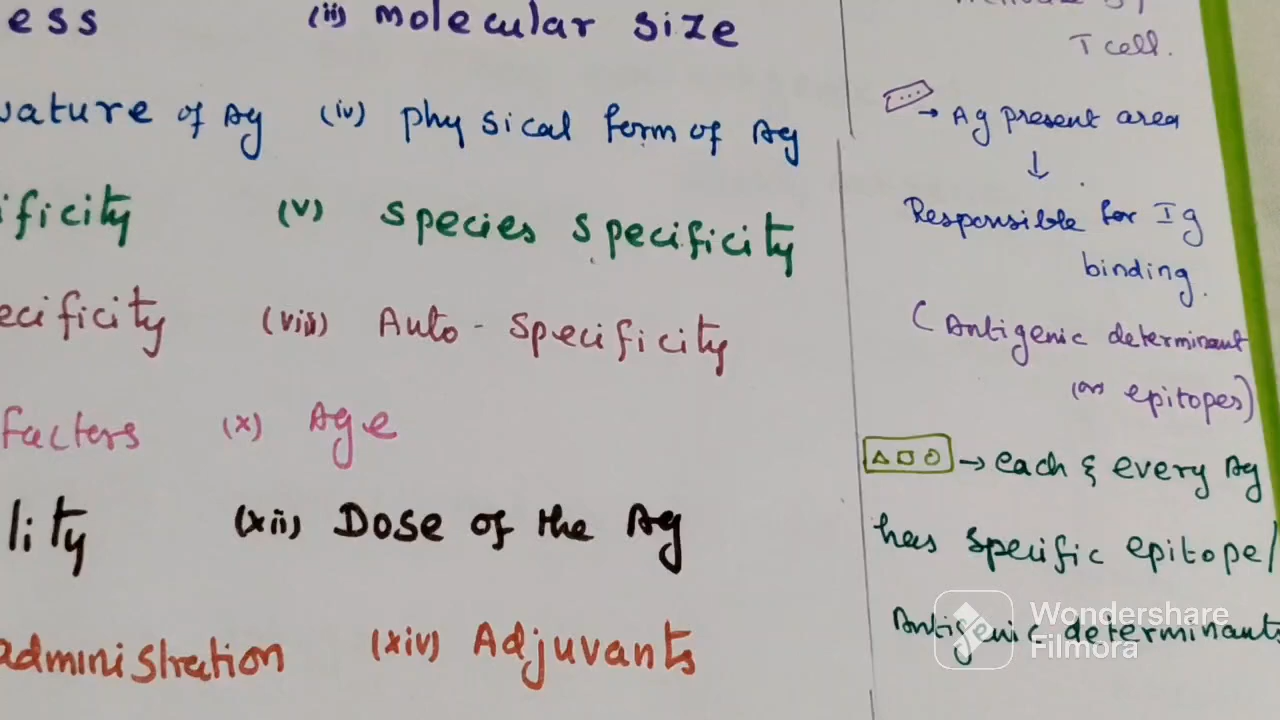 ess (ii) molecular size
nature of Ag (iv) physical form of Ag
ificity (v) Species Specificity
ecificity (viii) Auto-Specificity
factors (x) Age
lity (xii) Dose of the Ag
administration (xiv) Adjuvants
T cell.
→ Ag present area
↓
Responsible for Ig
binding.
(Antigenic determinant
(or) epitopes)
→ each & every Ag
has specific epitope/
Antigenic determinants
Wondershare
Filmora